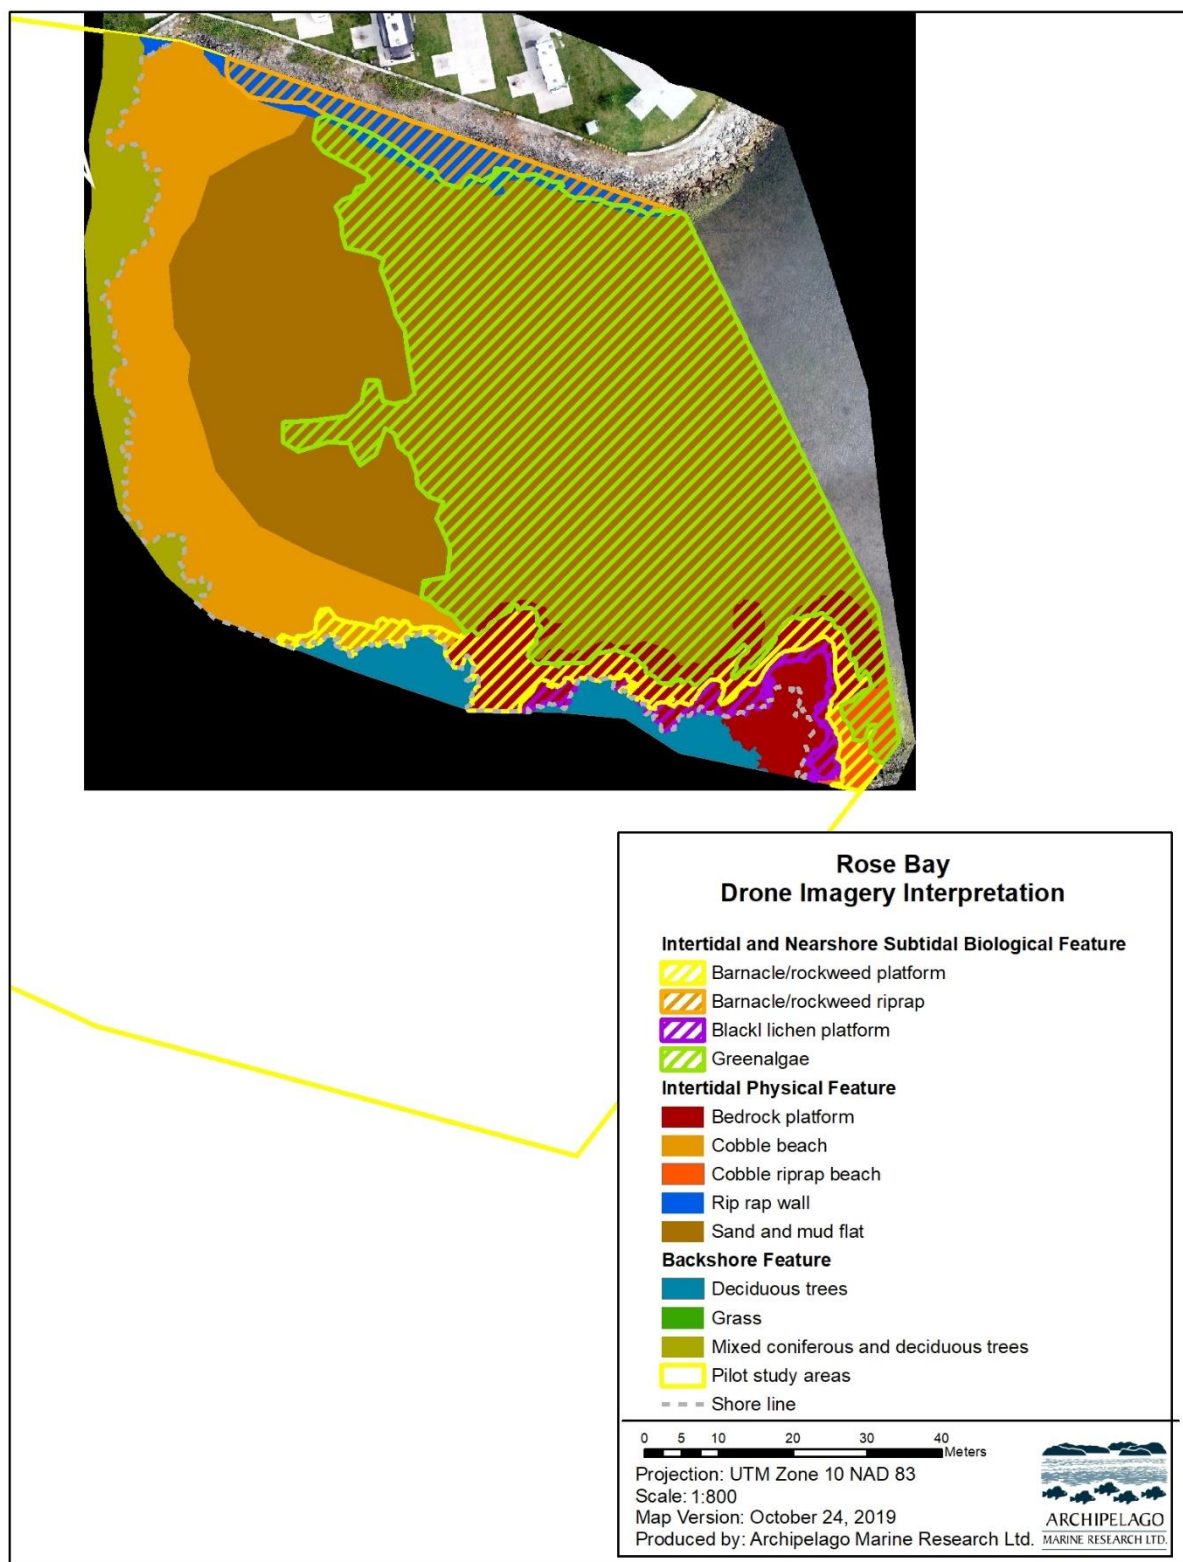 Rose Bay
Drone Imagery Interpretation
Intertidal and Nearshore Subtidal Biological Feature
Barnacle/rockweed platform
Barnacle/rockweed riprap
Blackl lichen platform
Greenalgae
Intertidal Physical Feature
Bedrock platform
Cobble beach
Cobble riprap beach
Rip rap wall
Sand and mud flat
Backshore Feature
Deciduous trees
Grass
Mixed coniferous and deciduous trees
Pilot study areas
Shore line
0 5 10 20 30 40
Meters
Projection: UTM Zone 10 NAD 83
Scale: 1:800
Map Version: October 24, 2019
Produced by: Archipelago Marine Research Ltd.
ARCHIPELAGO
MARINE RESEARCH LTD.